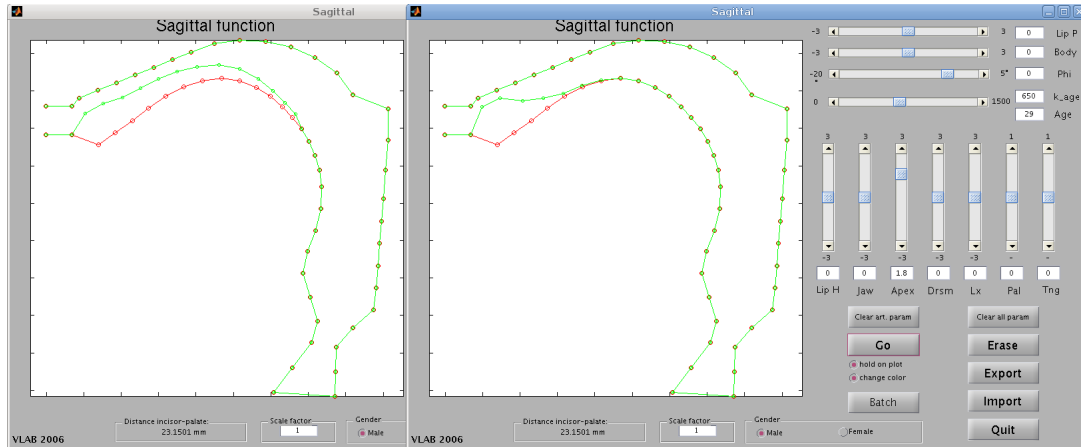 Sagittal
Sagittal
Sagittal function
Sagittal function
-3 3 0 Lip P
-3 3 0 Body
-20 ° 5° 0 Phi
0 1500 650 k_age
29 Age
3 3 3 3 3 1 1
-3 -3 -3 -3 -3 - -
0 0 1.8 0 0 0 0
Lip H Jaw Apex Drsm Lx Pal Tng
Clear art. param Clear all param
Go Erase
hold on plot
change color
Export
Batch Import
Quit
Distance incisor-palate: Scale factor Gender
23.1501 mm 1 Male
VLAB 2006
Distance incisor-palate: Scale factor Gender
23.1501 mm 1 Male Female
VLAB 2006